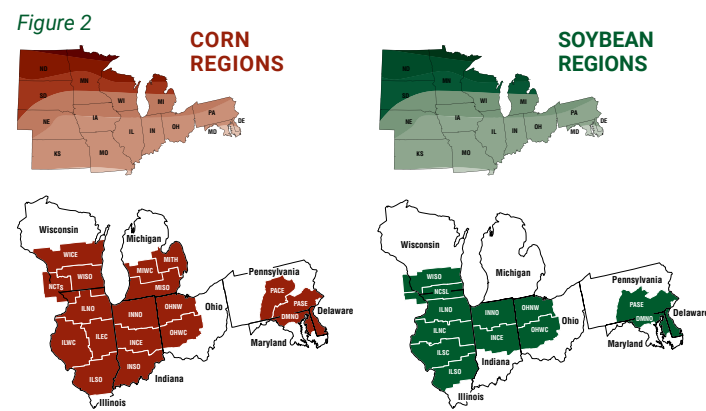 Figure 2
CORN
REGIONS
ND
MN
SD
WI
MI
NE
IA
PA
IL
IN
OH
DE
MD
KS
MO
SOYBEAN
REGIONS
ND
MN
SD
WI
MI
NE
IA
PA
IL
IN
OH
DE
MD
KS
MO
Wisconsin
Michigan
WICE
MITH
MIWC
WISO
NCTS
MISO
Pennsylvania
PACE
PASE
ILNO
INNO
OHNW
Ohio
Delaware
DMNO
OHWC
ILWC
ILEC
INCE
Maryland
INSO
ILSO
Indiana
Illinois
Wisconsin
Michigan
WISO
NCSL
Pennsylvania
PASE
ILNO
INNO
OHNW
Ohio
Delaware
DMNO
ILNC
OHWC
INCE
Maryland
ILSC
ILSO
Indiana
Illinois